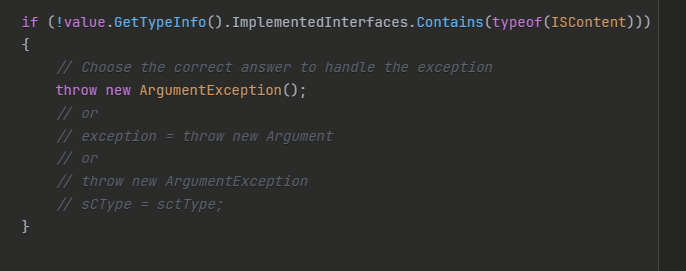 if (!value.GetTypeInfo().ImplementedInterfaces.Contains(typeof(ISContent)))
{
// Choose the correct answer to handle the exception
throw new ArgumentException();
// or
// exception = throw new Argument
// or
// throw new ArgumentException
// sCType = sctType;
}